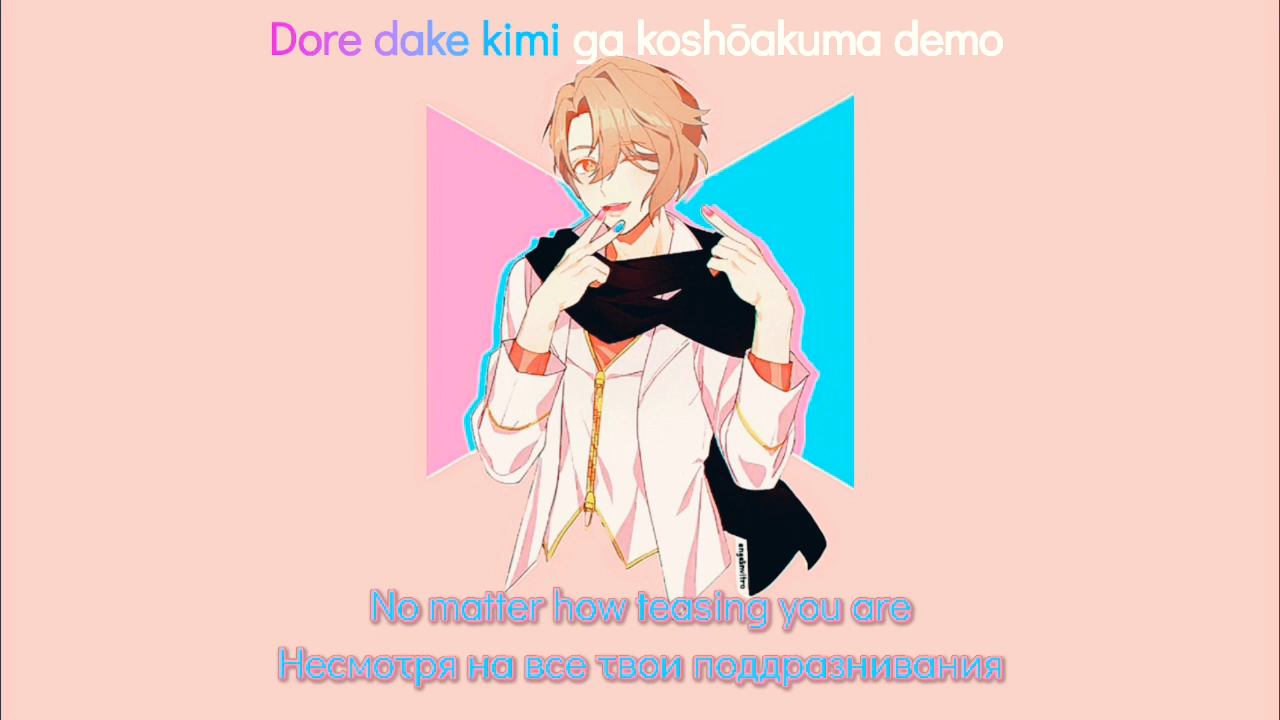 Dore dake kimi ga koshōakuma demo
No matter how teasing you are
Несмотря на все твои поддразнивания